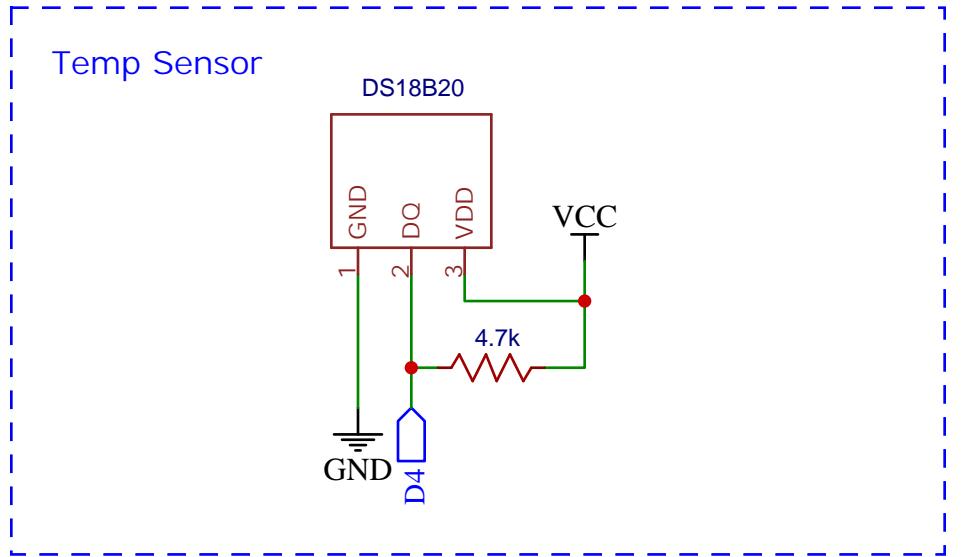 Temp Sensor
DS18B20
GND
DQ
VDD
1
2
3
VCC
4.7k
GND
D4